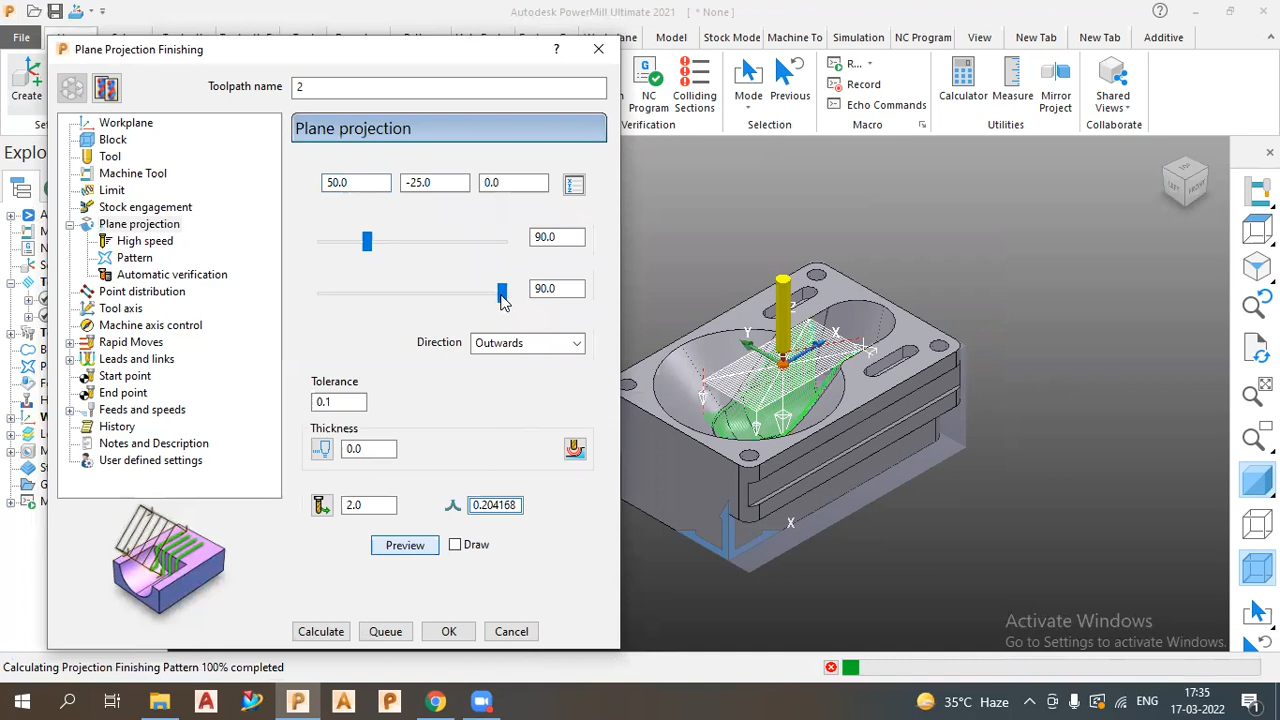 Autodesk PowerMill Ultimate 2021 [ * None ]
File
Model
Stock Mode
Machine To
Simulation
NC Program
View
New Tab
New Tab
Additive
Plane Projection Finishing
?
Create
NC
Program
Colliding
Sections
Mode
Previous
R...
Record
Echo Commands
Calculator
Measure
Mirror
Project
Shared
Views
Verification
Selection
Macro
Utilities
Collaborate
Explo
Toolpath name
2
Workplane
Block
Tool
Machine Tool
Limit
Stock engagement
Plane projection
High speed
Pattern
Automatic verification
Point distribution
Tool axis
Machine axis control
Rapid Moves
Leads and links
Start point
End point
Feeds and speeds
History
Notes and Description
User defined settings
Plane projection
50.0
-25.0
0.0
90.0
90.0
Direction
Outwards
Tolerance
0.1
Thickness
0.0
2.0
0.204168
Preview
Draw
Calculate
Queue
OK
Cancel
TOP
FRONT
RIGHT
Z
Y
X
X
Activate Windows
Go to Settings to activate Windows.
Calculating Projection Finishing Pattern 100% completed
35°C Haze
ENG
17:35
17-03-2022